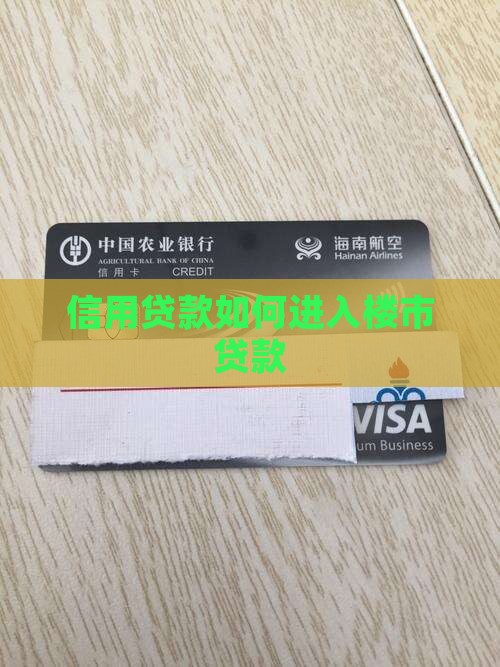 中国农业银行
AGRICULTURAL BANK OF CHINA
信用卡 CREDIT
海南航空
Hainan Airlines
信用贷款如何进入楼市
贷款
VISA
um Business